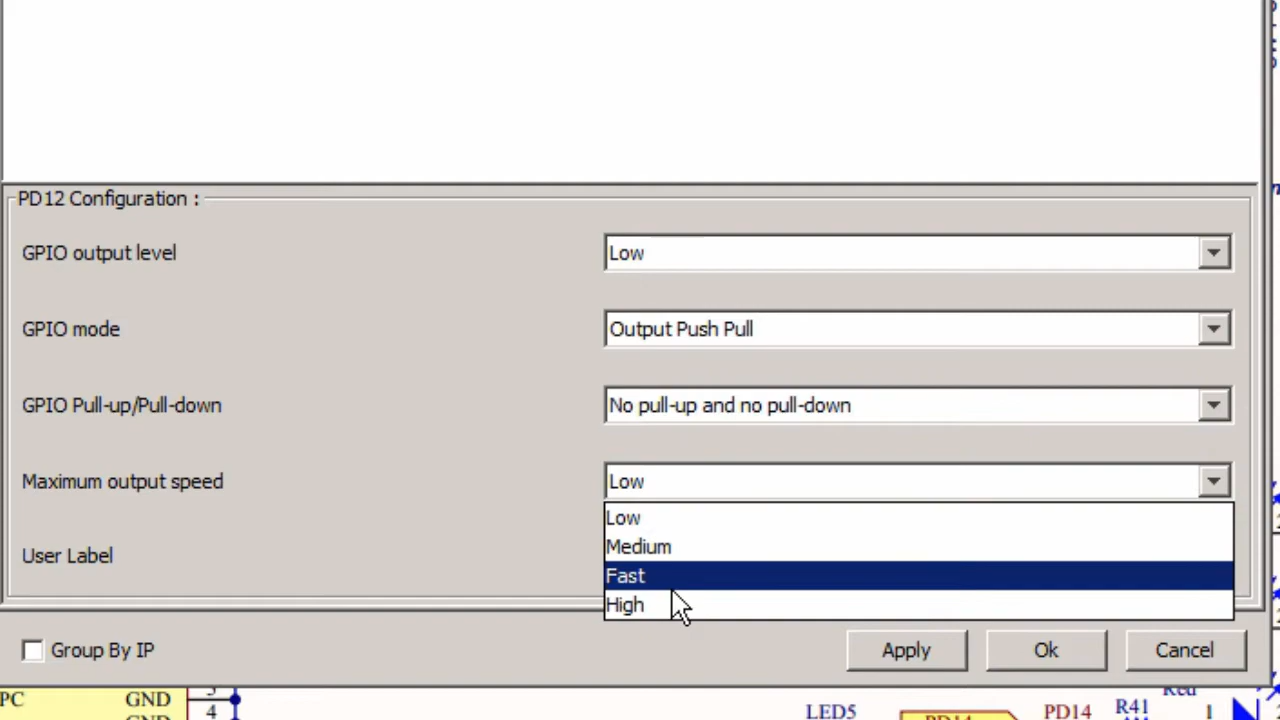 PD12 Configuration :
GPIO output level Low
GPIO mode Output Push Pull
GPIO Pull-up/Pull-down No pull-up and no pull-down
Maximum output speed Low
Low
Medium
User Label
Fast
High
Group By IP Apply Ok Cancel
PC GND
4
LED5 PD14 PD14 R41 1